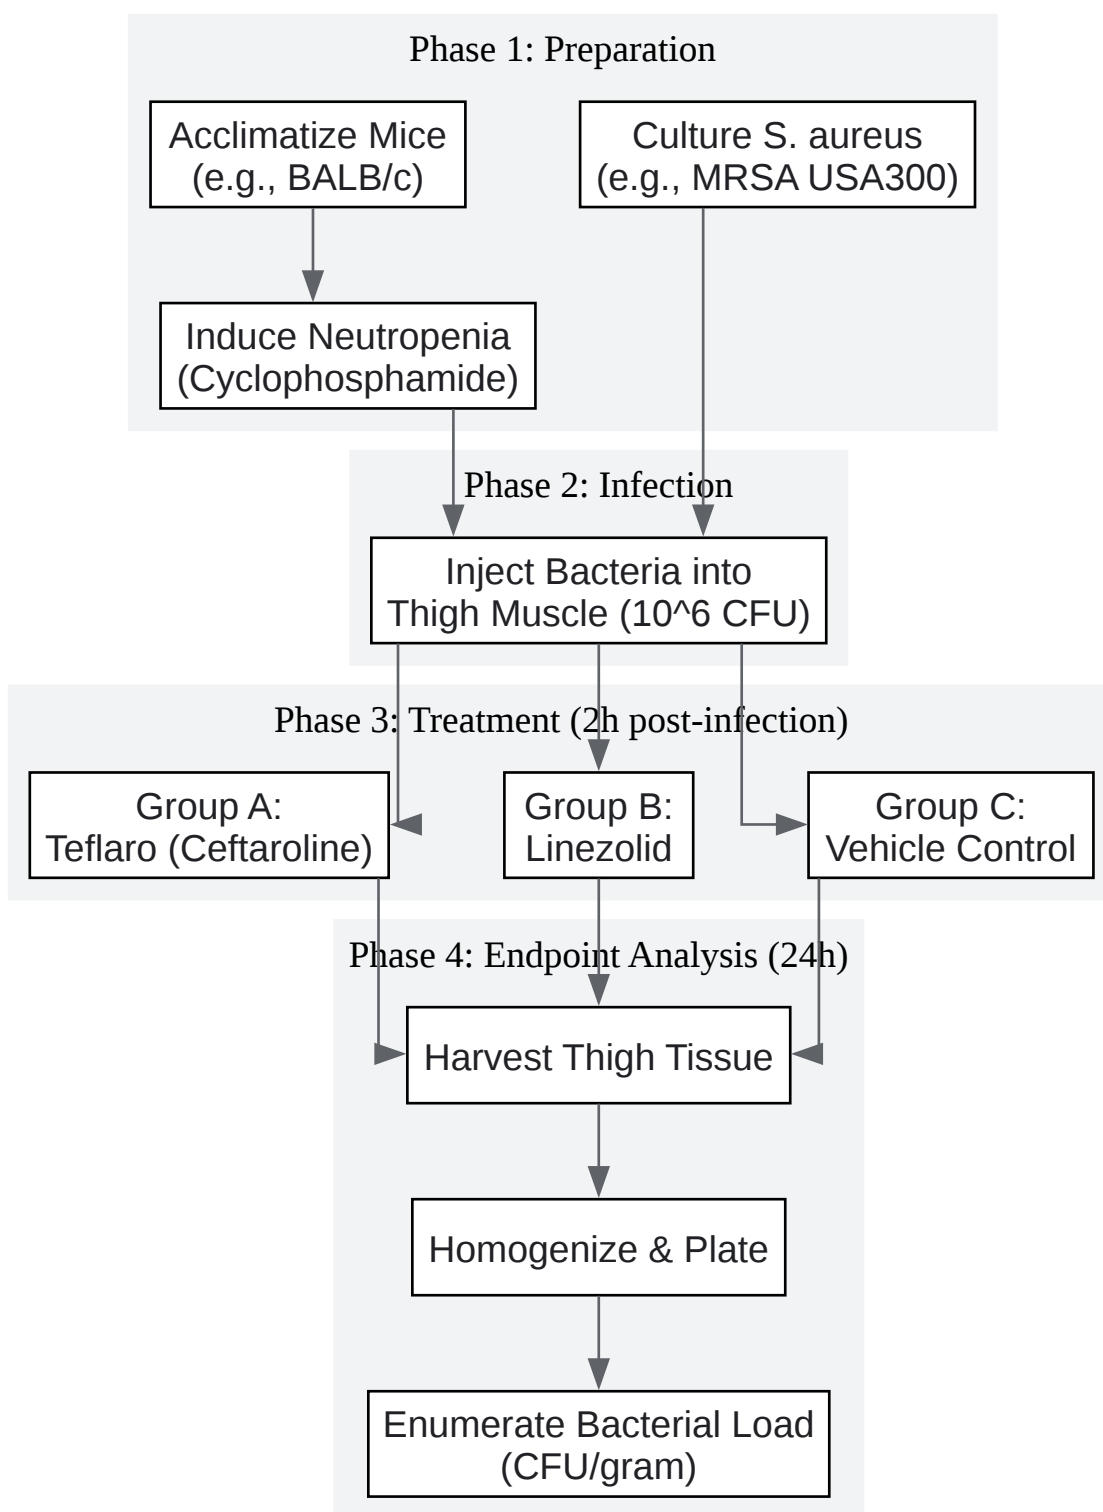 Phase 1: Preparation
Acclimatize Mice
(e.g., BALB/c)
Culture S. aureus
(e.g., MRSA USA300)
Induce Neutropenia
(Cyclophosphamide)
Phase 2: Infection
Inject Bacteria into
Thigh Muscle (10^6 CFU)
Phase 3: Treatment (2h post-infection)
Group A:
Teflaro (Ceftaroline)
Group B:
Linezolid
Group C:
Vehicle Control
Phase 4: Endpoint Analysis (24h)
Harvest Thigh Tissue
Homogenize & Plate
Enumerate Bacterial Load
(CFU/gram)